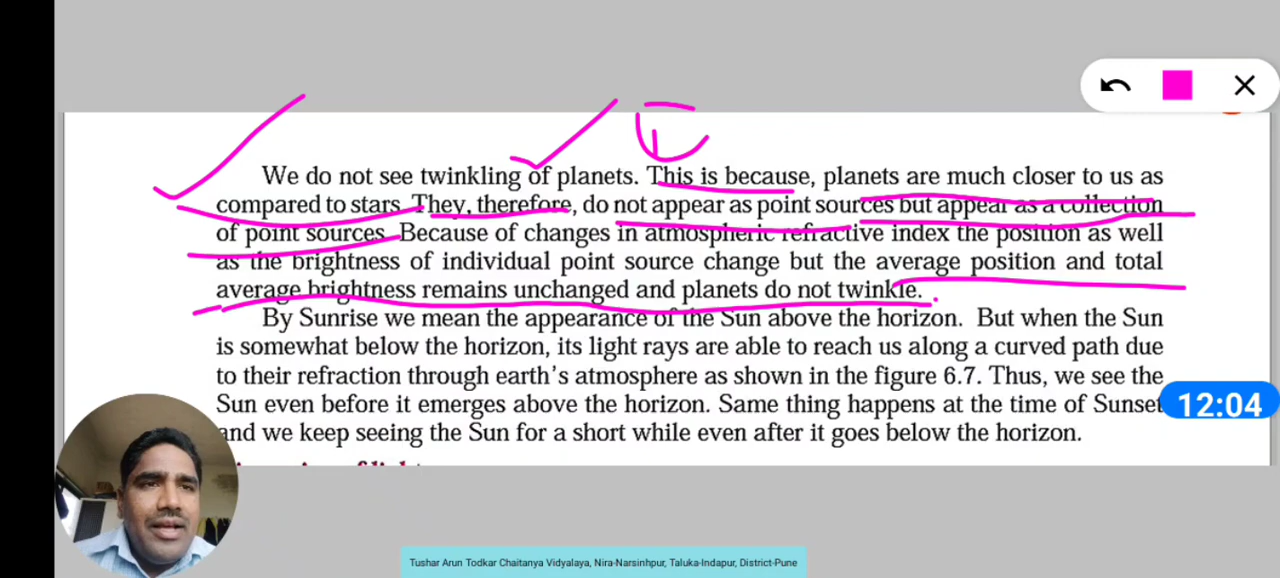 We do not see twinkling of planets. This is because, planets are much closer to us as
compared to stars. They, therefore, do not appear as point sources but appear as a collection
of point sources. Because of changes in atmospheric refractive index the position as well
as the brightness of individual point source change but the average position and total
average brightness remains unchanged and planets do not twinkle.
By Sunrise we mean the appearance of the Sun above the horizon. But when the Sun
is somewhat below the horizon, its light rays are able to reach us along a curved path due
to their refraction through earth's atmosphere as shown in the figure 6.7. Thus, we see the
Sun even before it emerges above the horizon. Same thing happens at the time of Sunset
12:04
and we keep seeing the Sun for a short while even after it goes below the horizon.
Tushar Arun Todkar Chaitanya Vidyalaya, Nira-Narsinhpur, Taluka-Indapur, District-Pune